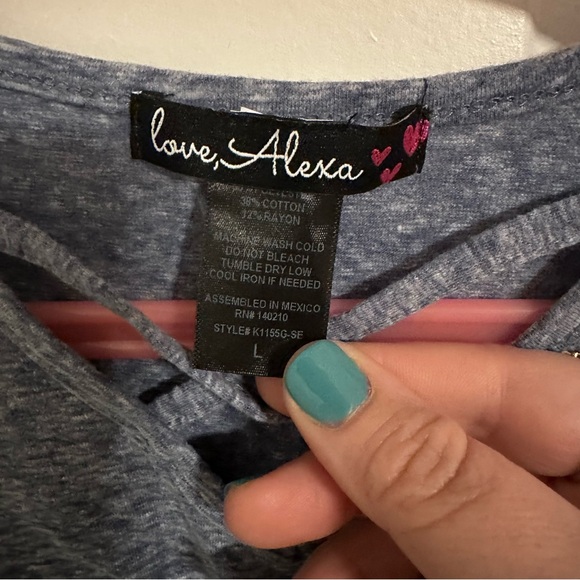 love, Alexa
38% COTTON
12% RAYON
MACHINE WASH COLD
DO NOT BLEACH
TUMBLE DRY LOW
COOL IRON IF NEEDED
ASSEMBLED IN MEXICO
RN# 140210
STYLE# K1155G-SE
L